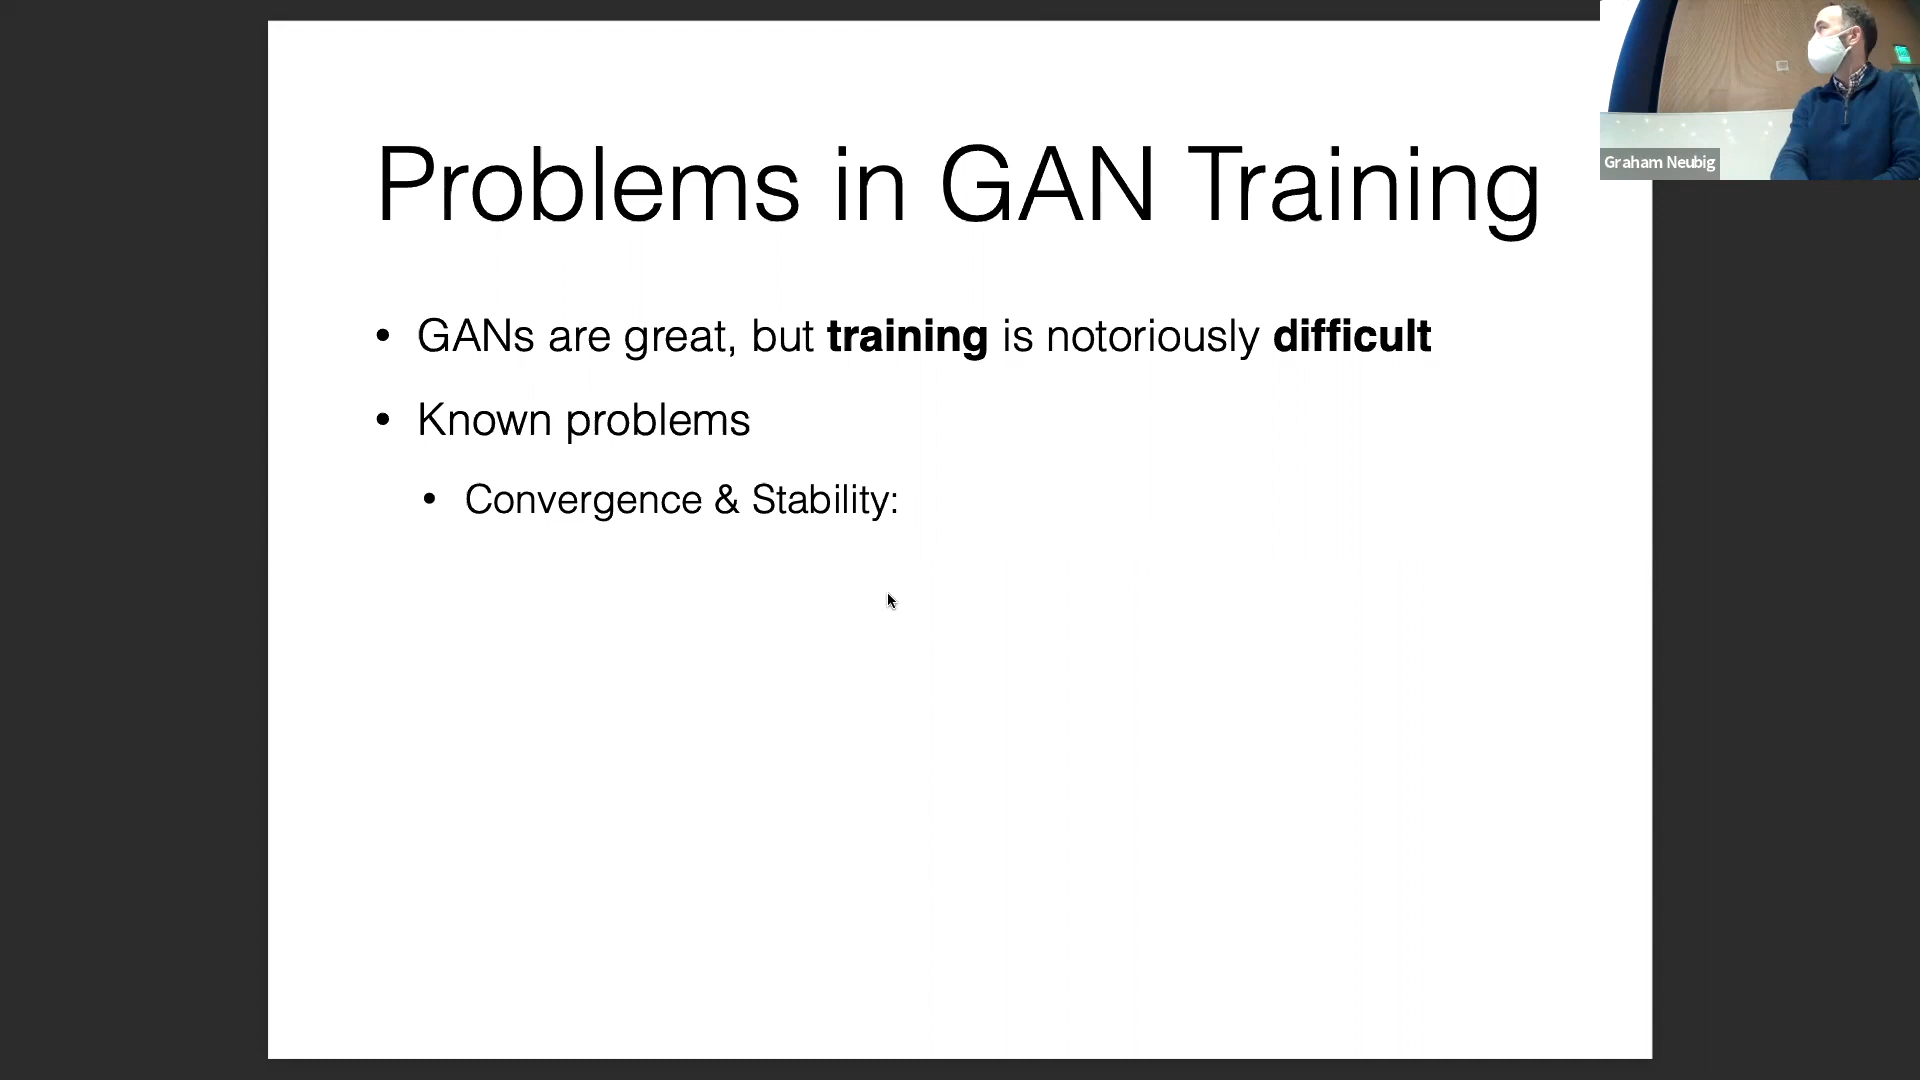 Problems in GAN Training
• GANs are great, but training is notoriously difficult
• Known problems
• Convergence & Stability:
Graham Neubig